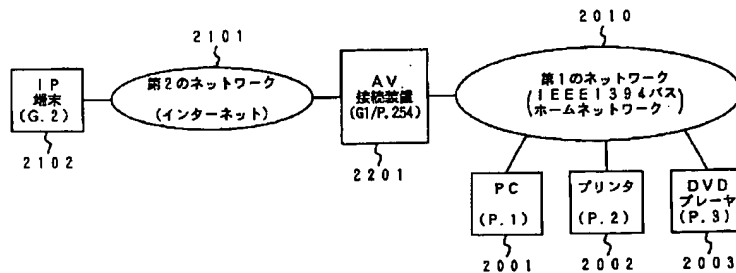 2101
2010
IP
端末
(G.2)
2102
第2のネットワーク
(インターネット)
AV
接続装置
(G1/P.254)
2201
第1のネットワーク
(IEEE1394バス
ホームネットワーク)
PC
(P.1)
2001
プリンタ
(P.2)
2002
DVD
プレーヤ
(P.3)
2003